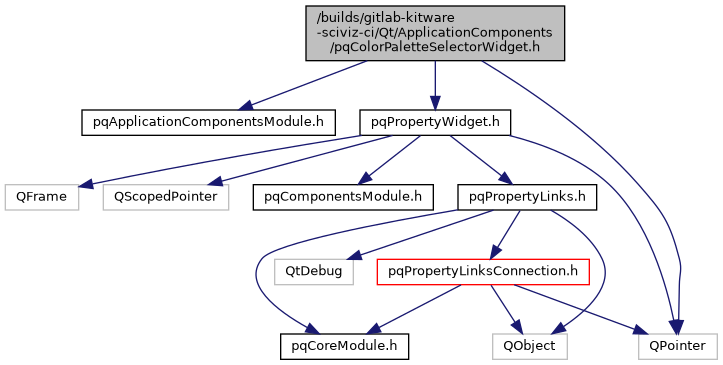 /builds/gitlab-kitware
-sciviz-ci/Qt/ApplicationComponents
/pqColorPaletteSelectorWidget.h
pqApplicationComponentsModule.h
pqPropertyWidget.h
QFrame
QScopedPointer
pqComponentsModule.h
pqPropertyLinks.h
QtDebug
pqPropertyLinksConnection.h
pqCoreModule.h
QObject
QPointer